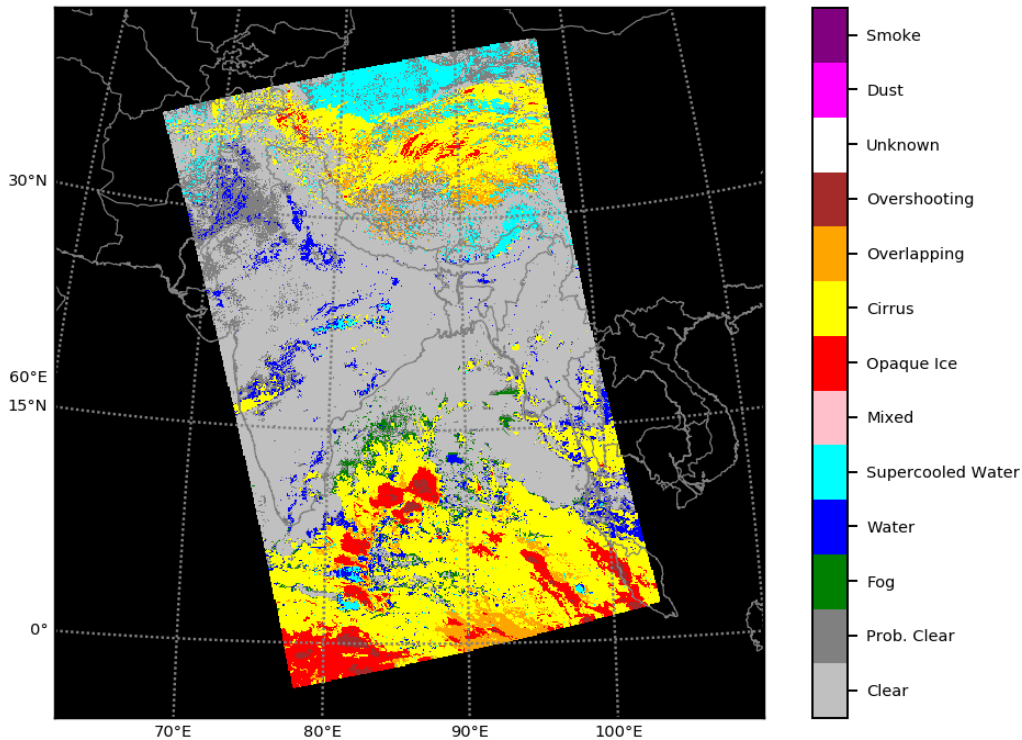 30°N
60°E
15°N
0°
70°E
80°E
90°E
100°E
Smoke
Dust
Unknown
Overshooting
Overlapping
Cirrus
Opaque Ice
Mixed
Supercooled Water
Water
Fog
Prob. Clear
Clear